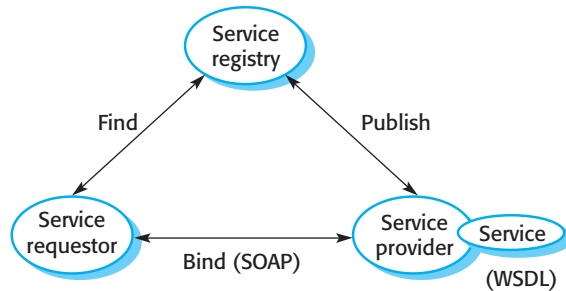 Service
registry
Find
Publish
Service
requestor
Service
provider
Service
Bind (SOAP)
(WSDL)